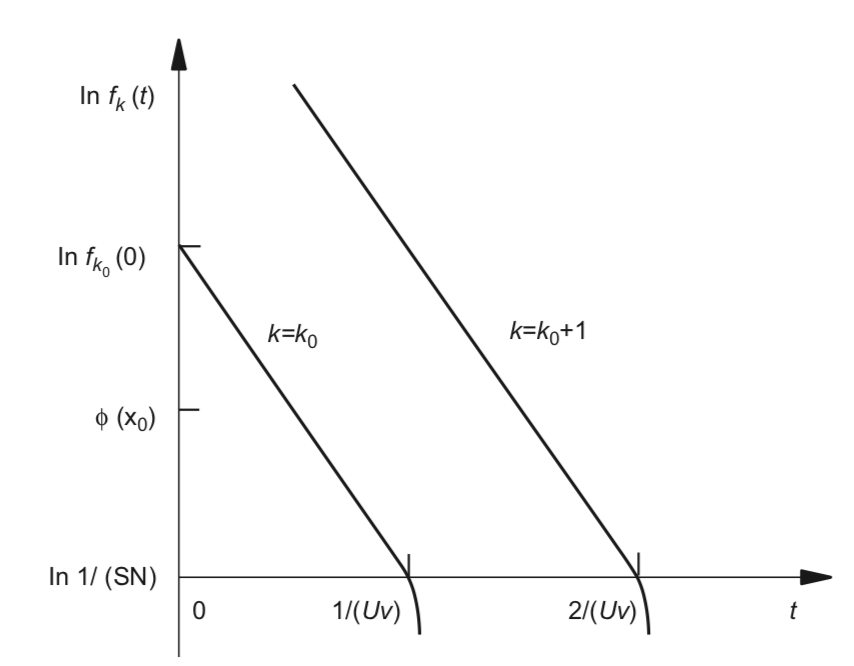 ln f_k (t)
ln f_{k_0} (0)
k=k_0
k=k_0+1
ϕ (x_0)
ln 1/ (SN)
0
1/(Uv)
2/(Uv)
t